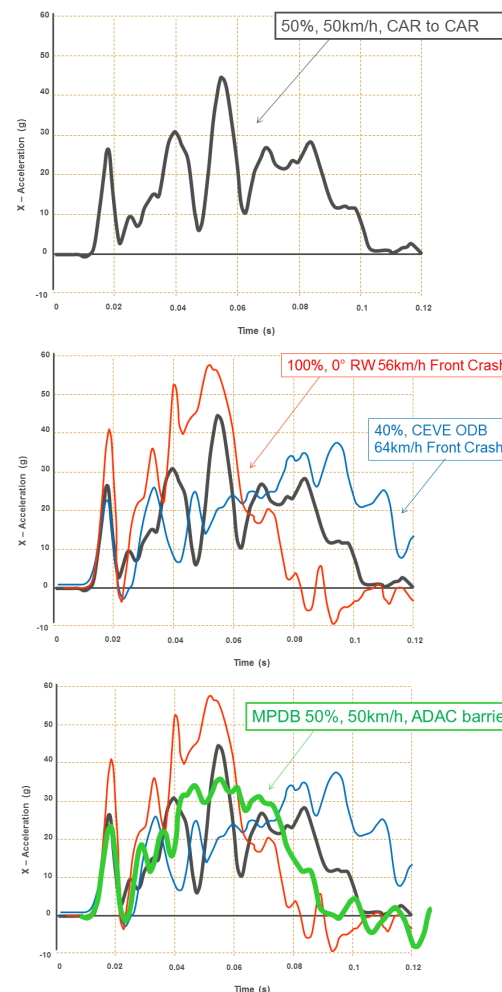 60
50%, 50km/h, CAR to CAR
50
40
30
20
10
0
-10
X – Acceleration (g)
0 0.02 0.04 0.06 0.08 0.1 0.12
Time (s)
60
100%, 0° RW 56km/h Front Crash
50
40%, CEVE ODB
64km/h Front Crash
40
30
20
10
0
-10
X – Acceleration (g)
0 0.02 0.04 0.06 0.08 0.1 0.12
Time (s)
60
MPDB 50%, 50km/h, ADAC barrie
50
40
30
20
10
0
-10
X – Acceleration (g)
0 0.02 0.04 0.06 0.08 0.1 0.12
Time (s)